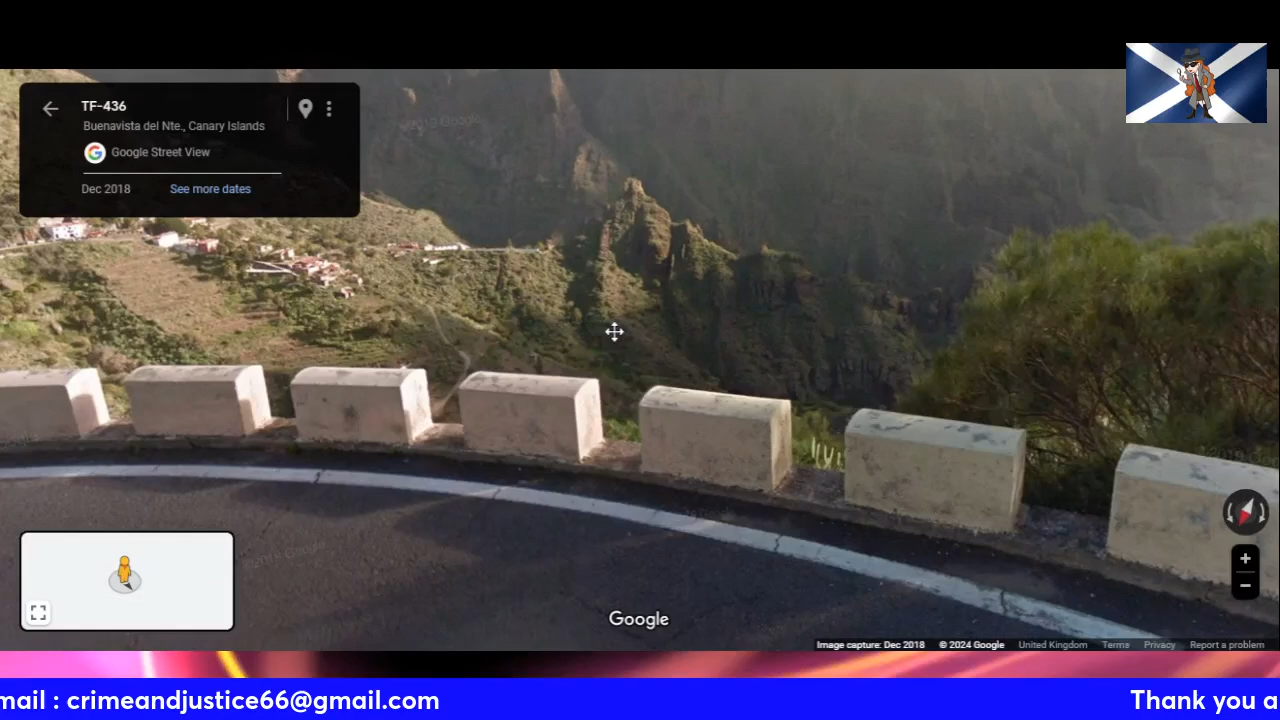 TF-436
Buenavista del Nte., Canary Islands
Google Street View
Dec 2018
See more dates
Google
Image capture: Dec 2018
© 2024 Google
United Kingdom
Terms
Privacy
Report a problem
mail : crimeandjustice66@gmail.com
Thank you a